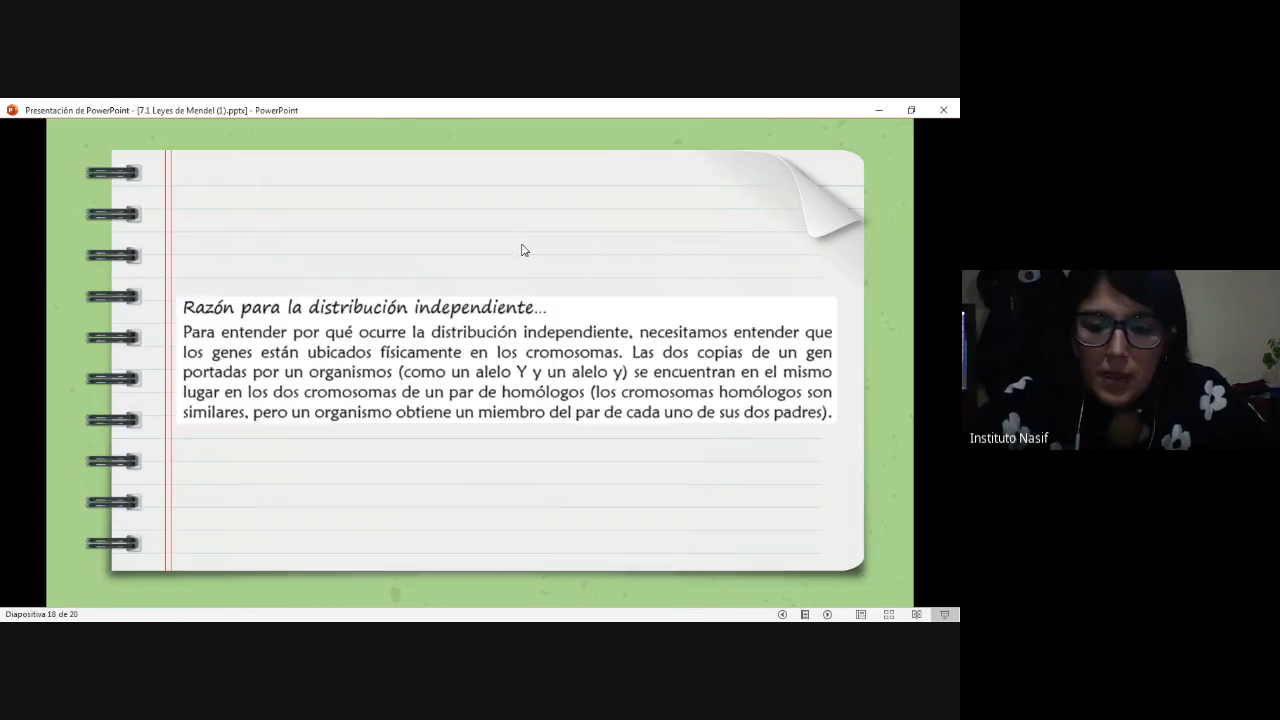 Presentación de PowerPoint - [7.1 Leyes de Mendel (1).pptx] - PowerPoint
Razón para la distribución independiente...
Para entender por qué ocurre la distribución independiente, necesitamos entender que
los genes están ubicados físicamente en los cromosomas. Las dos copias de un gen
portadas por un organismos (como un alelo Y y un alelo y) se encuentran en el mismo
lugar en los dos cromosomas de un par de homólogos (los cromosomas homólogos son
similares, pero un organismo obtiene un miembro del par de cada uno de sus dos padres).
Instituto Nasif
Diapositiva 18 de 20